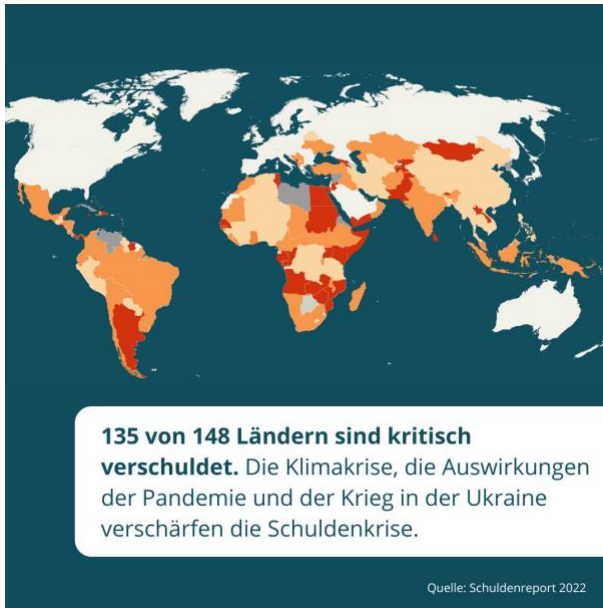 135 von 148 Ländern sind kritisch
verschuldet. Die Klimakrise, die Auswirkungen
der Pandemie und der Krieg in der Ukraine
verschärfen die Schuldenkrise.
Quelle: Schuldenreport 2022